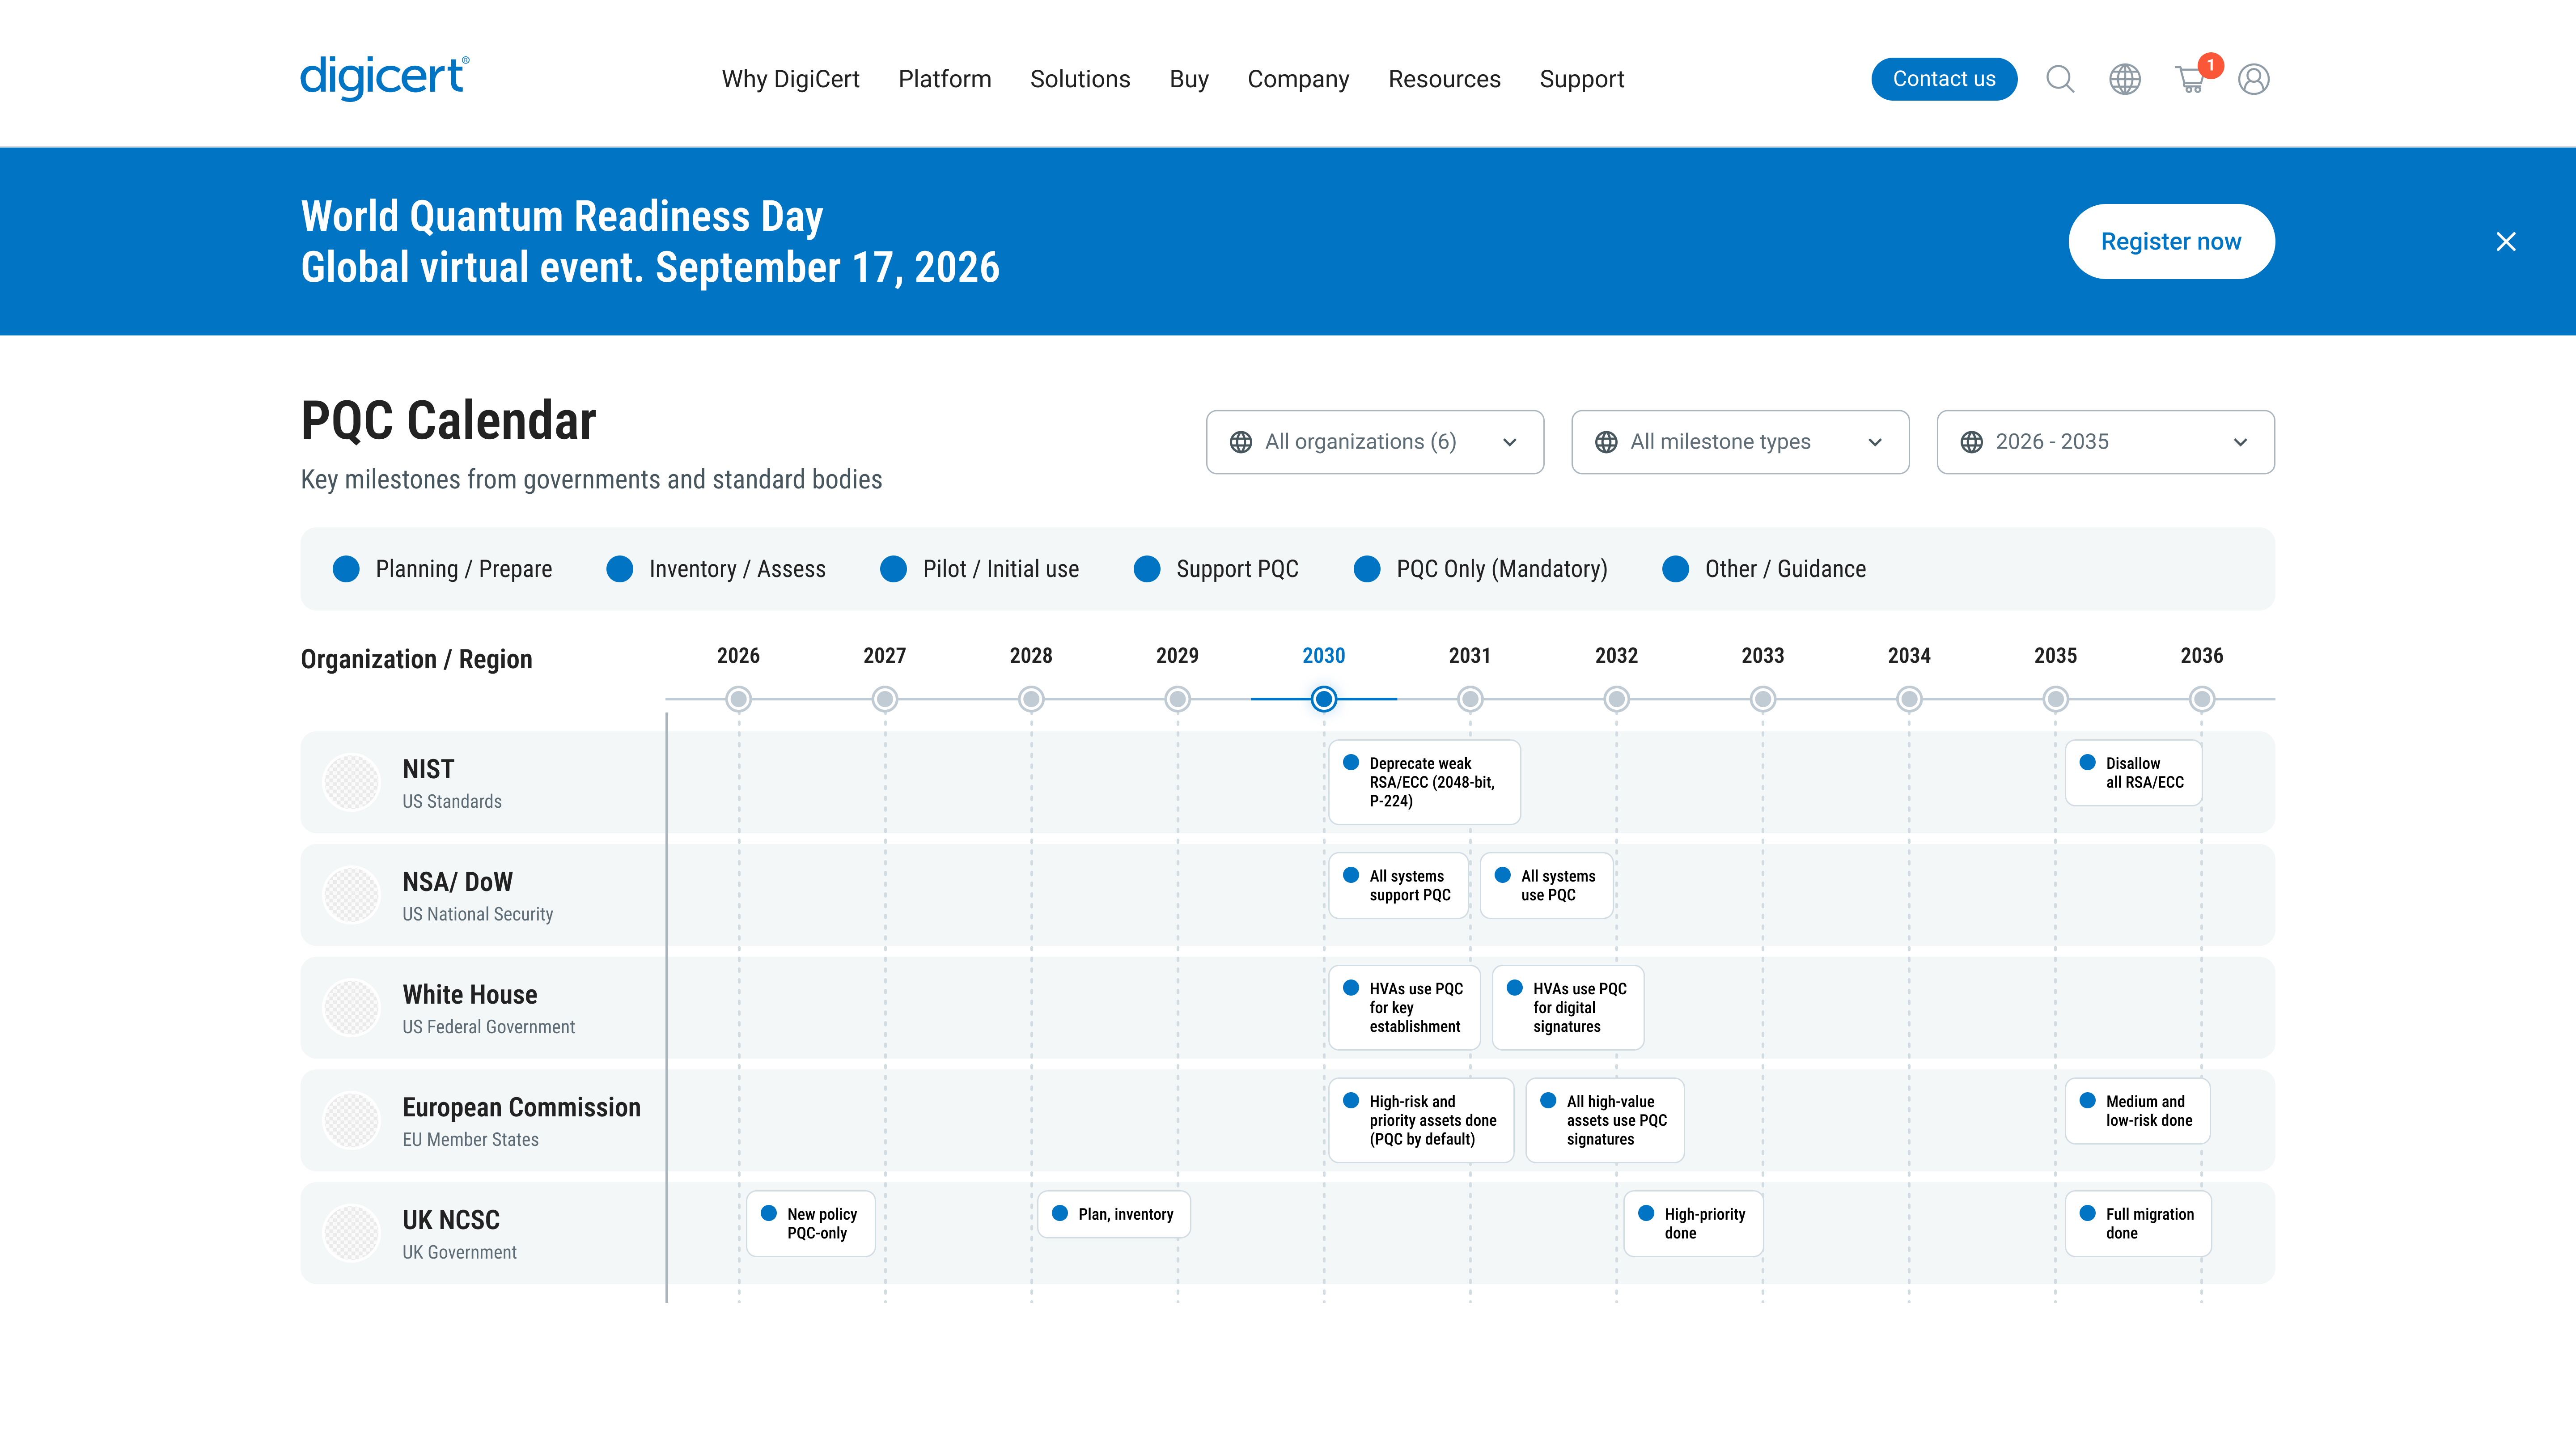 digicert®
Why DigiCert Platform Solutions Buy Company Resources Support
Contact us
1
World Quantum Readiness Day
Global virtual event. September 17, 2026
Register now
PQC Calendar
Key milestones from governments and standard bodies
All organizations (6)
All milestone types
2026 - 2035
Planning / Prepare
Inventory / Assess
Pilot / Initial use
Support PQC
PQC Only (Mandatory)
Other / Guidance
Organization / Region
2026 2027 2028 2029 2030 2031 2032 2033 2034 2035 2036
NIST
US Standards
Deprecate weak
RSA/ECC (2048-bit,
P-224)
Disallow
all RSA/ECC
NSA/ DoW
US National Security
All systems
support PQC
All systems
use PQC
White House
US Federal Government
HVAs use PQC
for key
establishment
HVAs use PQC
for digital
signatures
European Commission
EU Member States
High-risk and
priority assets done
(PQC by default)
All high-value
assets use PQC
signatures
Medium and
low-risk done
UK NCSC
UK Government
New policy
PQC-only
Plan, inventory
High-priority
done
Full migration
done